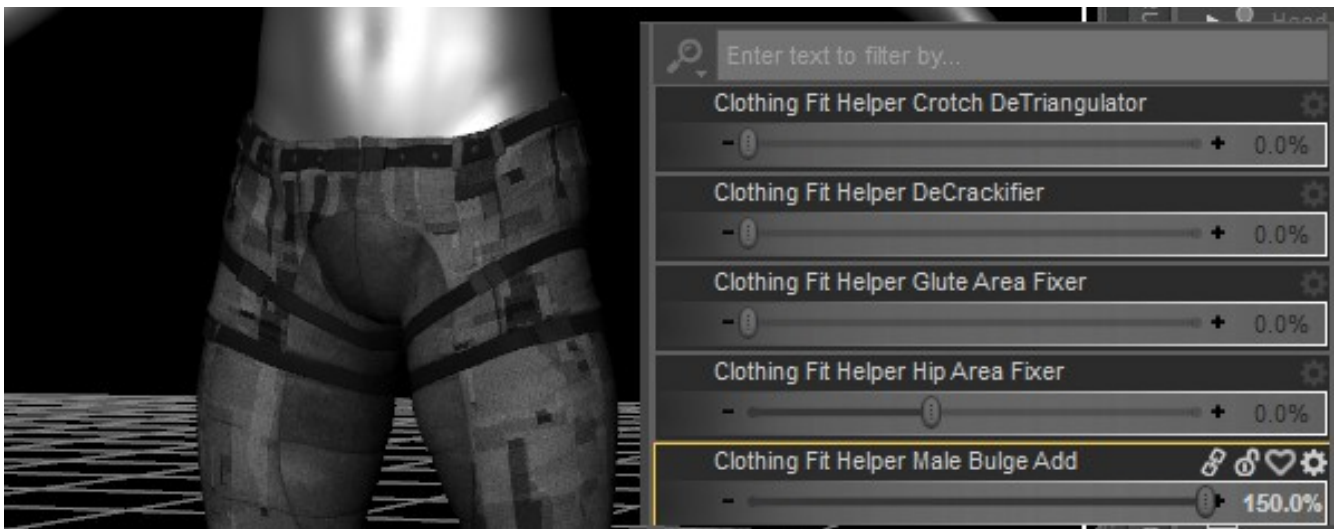 Head
Enter text to filter by...
Clothing Fit Helper Crotch DeTriangulator
- + 0.0%
Clothing Fit Helper DeCrackifier
- + 0.0%
Clothing Fit Helper Glute Area Fixer
- + 0.0%
Clothing Fit Helper Hip Area Fixer
- + 0.0%
Clothing Fit Helper Male Bulge Add
- + 150.0%